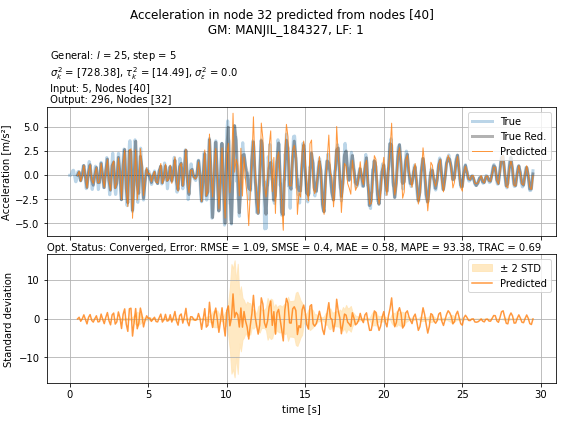 Acceleration in node 32 predicted from nodes [40]
GM: MANJIL_184327, LF: 1
General: l = 25, step = 5
σ²ₖ = [728.38], τ²ₖ = [14.49], σ²ε = 0.0
Input: 5, Nodes [40]
Output: 296, Nodes [32]
Acceleration [m/s²]
5.0
2.5
0.0
−2.5
−5.0
True
True Red.
Predicted
Opt. Status: Converged, Error: RMSE = 1.09, SMSE = 0.4, MAE = 0.58, MAPE = 93.38, TRAC = 0.69
Standard deviation
10
0
−10
± 2 STD
Predicted
0 5 10 15 20 25 30
time [s]